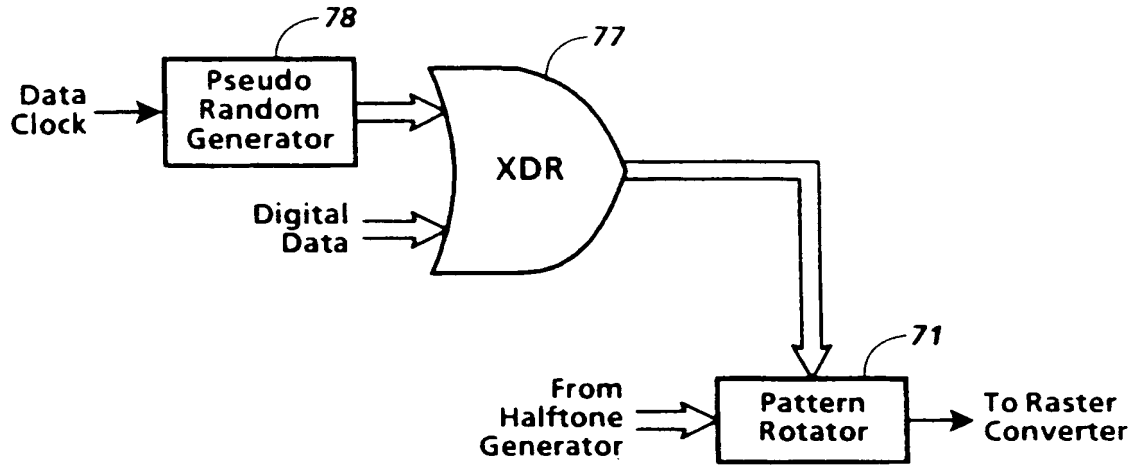 78
Pseudo
Random
Generator
Data
Clock
77
XDR
Digital
Data
71
From
Halftone
Generator
Pattern
Rotator
To Raster
Converter